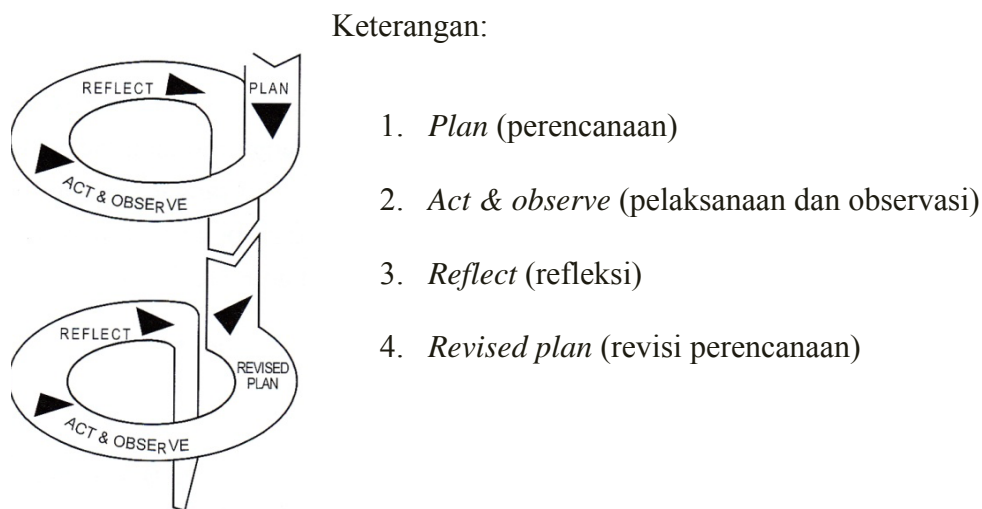 Keterangan:
REFLECT
PLAN
ACT & OBSERVE
REFLECT
REVISED
PLAN
ACT & OBSERVE
1. Plan (perencanaan)
2. Act & observe (pelaksanaan dan observasi)
3. Reflect (refleksi)
4. Revised plan (revisi perencanaan)